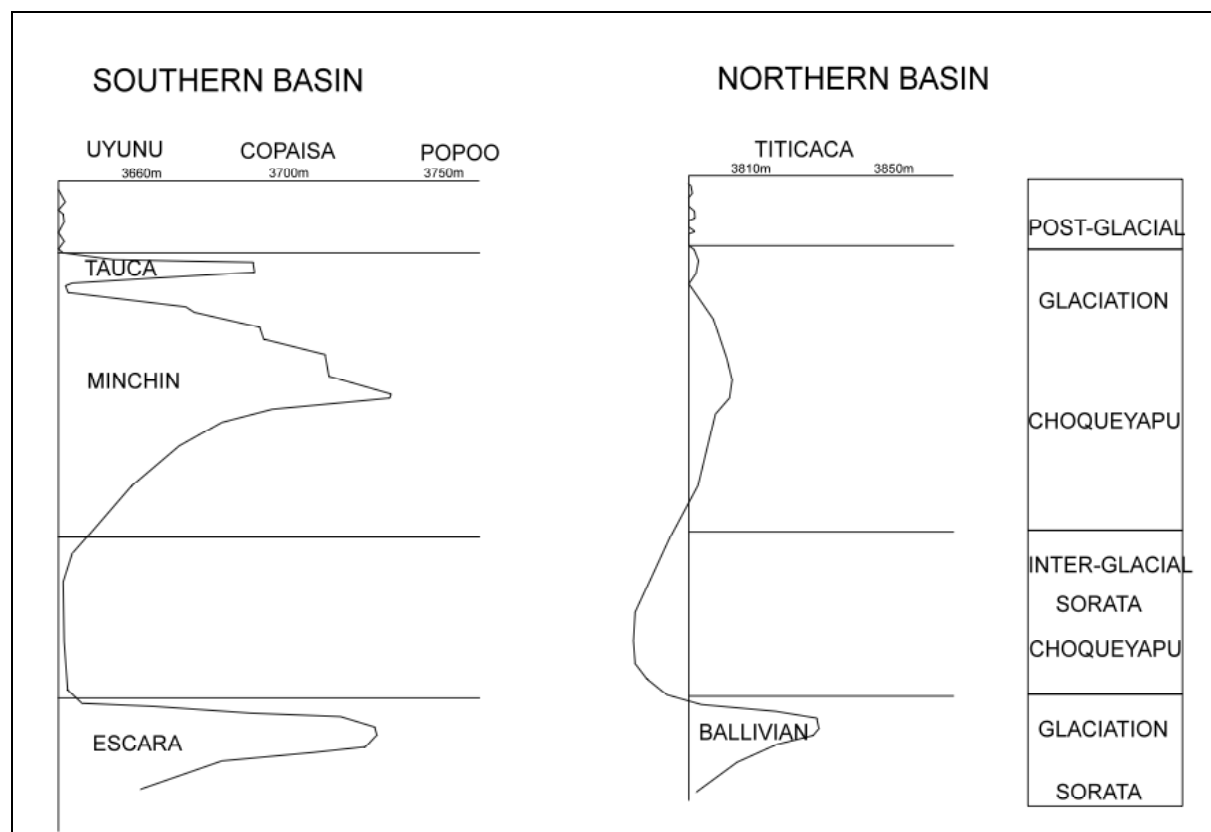 SOUTHERN BASIN
UYUNU COPAISA POPOO
3660m 3700m 3750m
TAUCA
MINCHIN
ESCARA
NORTHERN BASIN
TITICACA
3810m 3850m
BALLIVIAN
POST-GLACIAL
GLACIATION
CHOQUEYAPU
INTER-GLACIAL
SORATA
CHOQUEYAPU
GLACIATION
SORATA